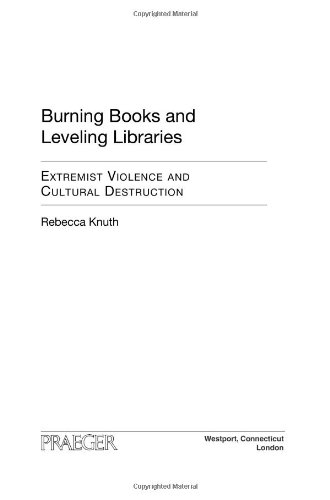 Copyrighted Material
Burning Books and
Leveling Libraries
EXTREMIST VIOLENCE AND
CULTURAL DESTRUCTION
Rebecca Knuth
PRAEGER
Westport, Connecticut
London
Copyrighted Material